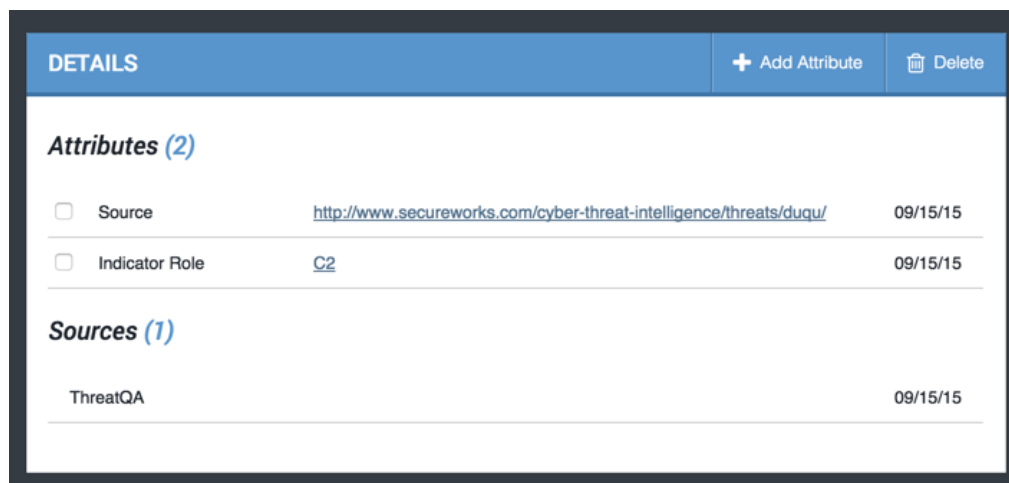 DETAILS Add Attribute Delete
Attributes (2)
Source http://www.secureworks.com/cyber-threat-intelligence/threats/duqu/ 09/15/15
Indicator Role C2 09/15/15
Sources (1)
ThreatQA 09/15/15